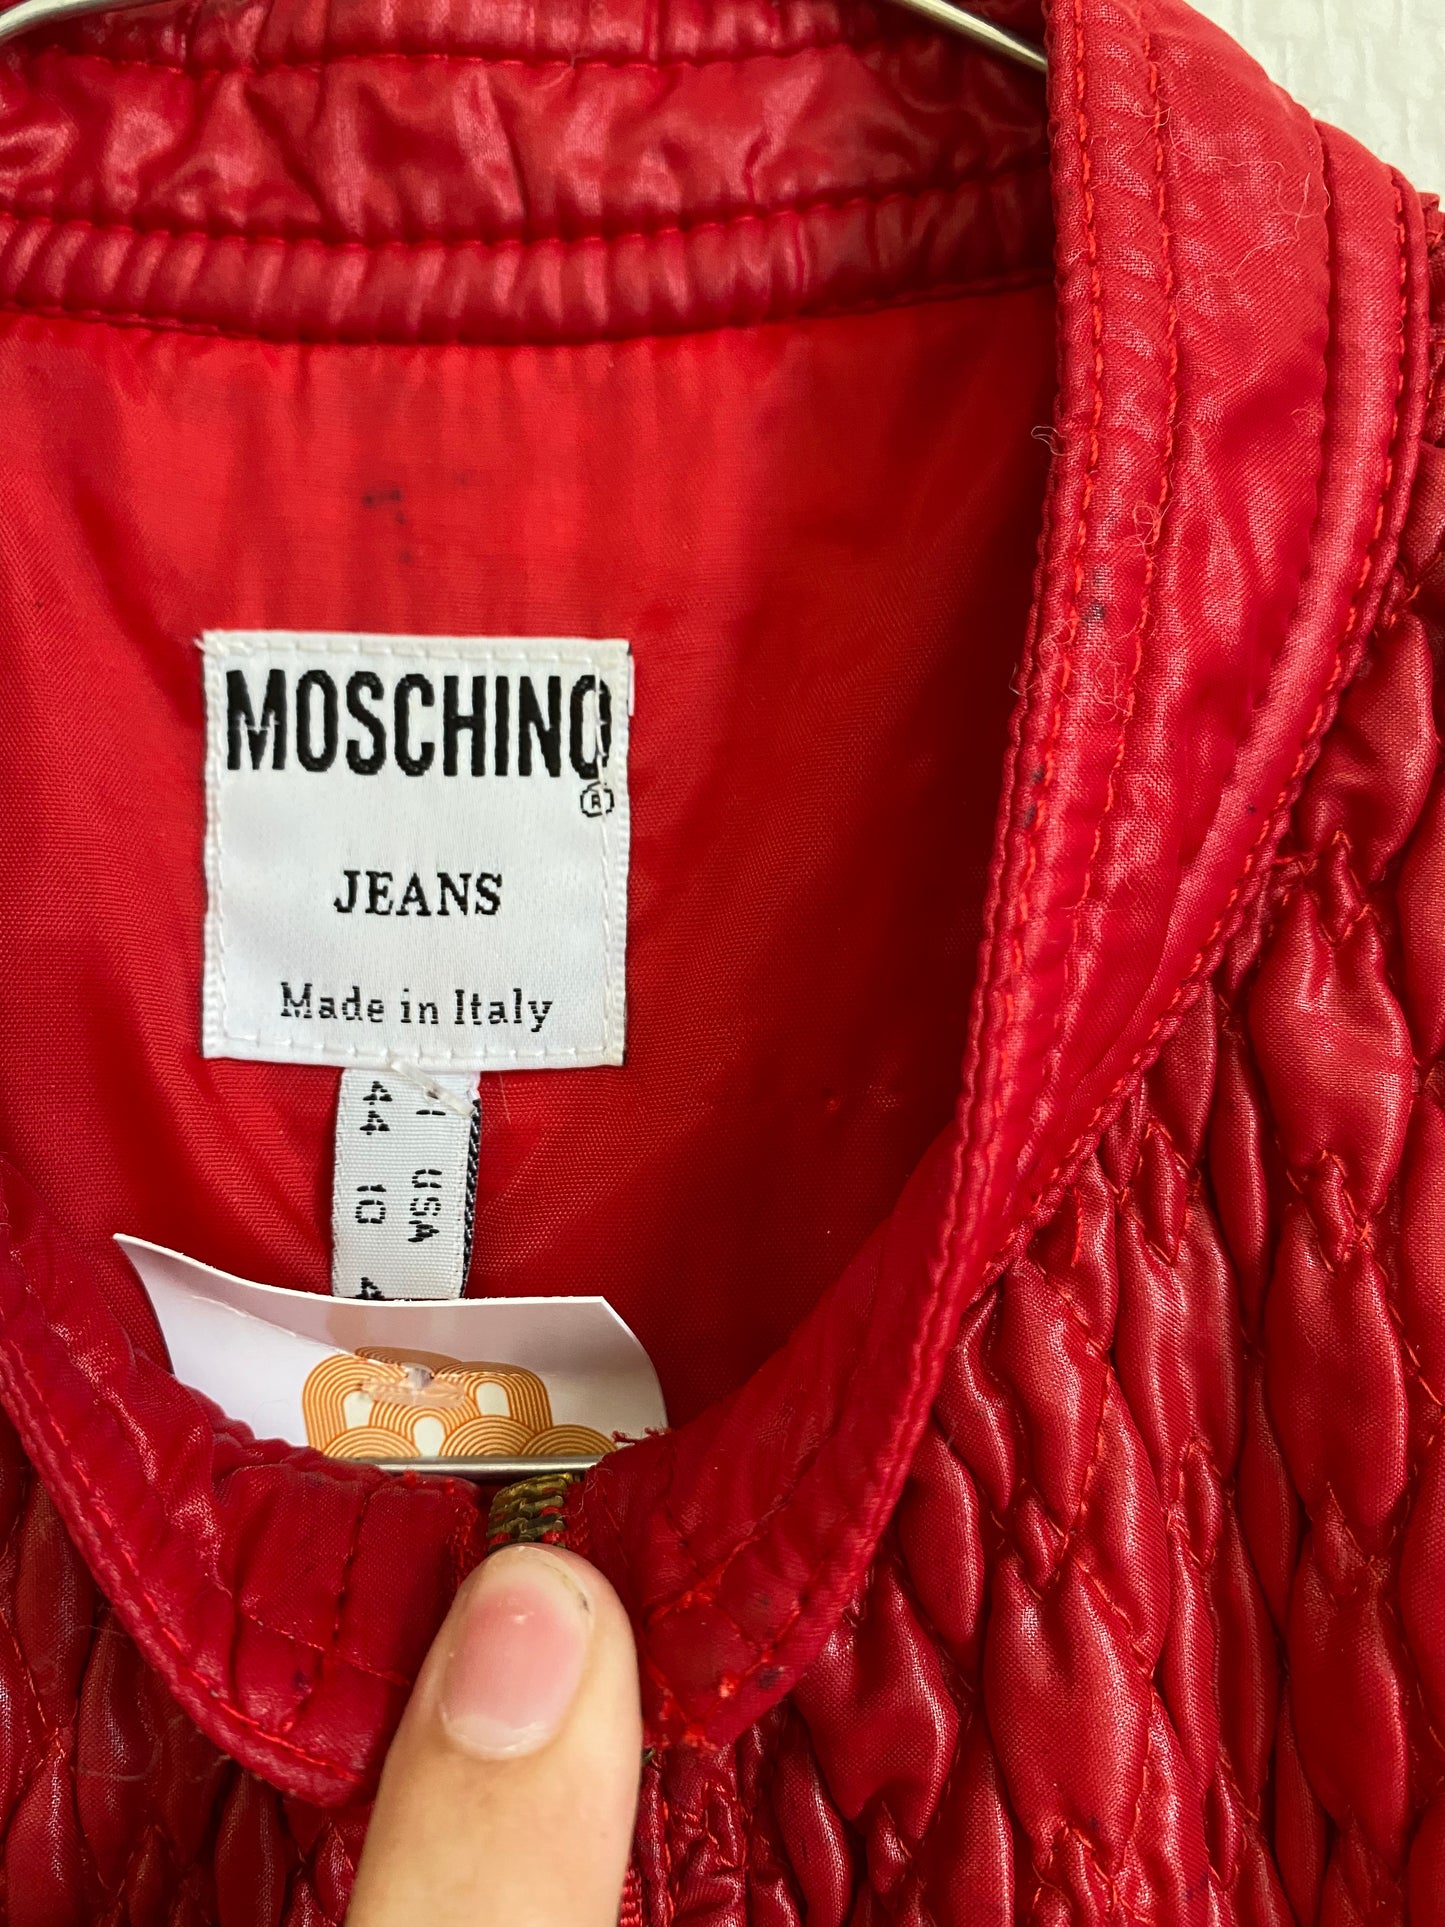 MOSCHINO
®
JEANS
Made in Italy
I 44
USA 10